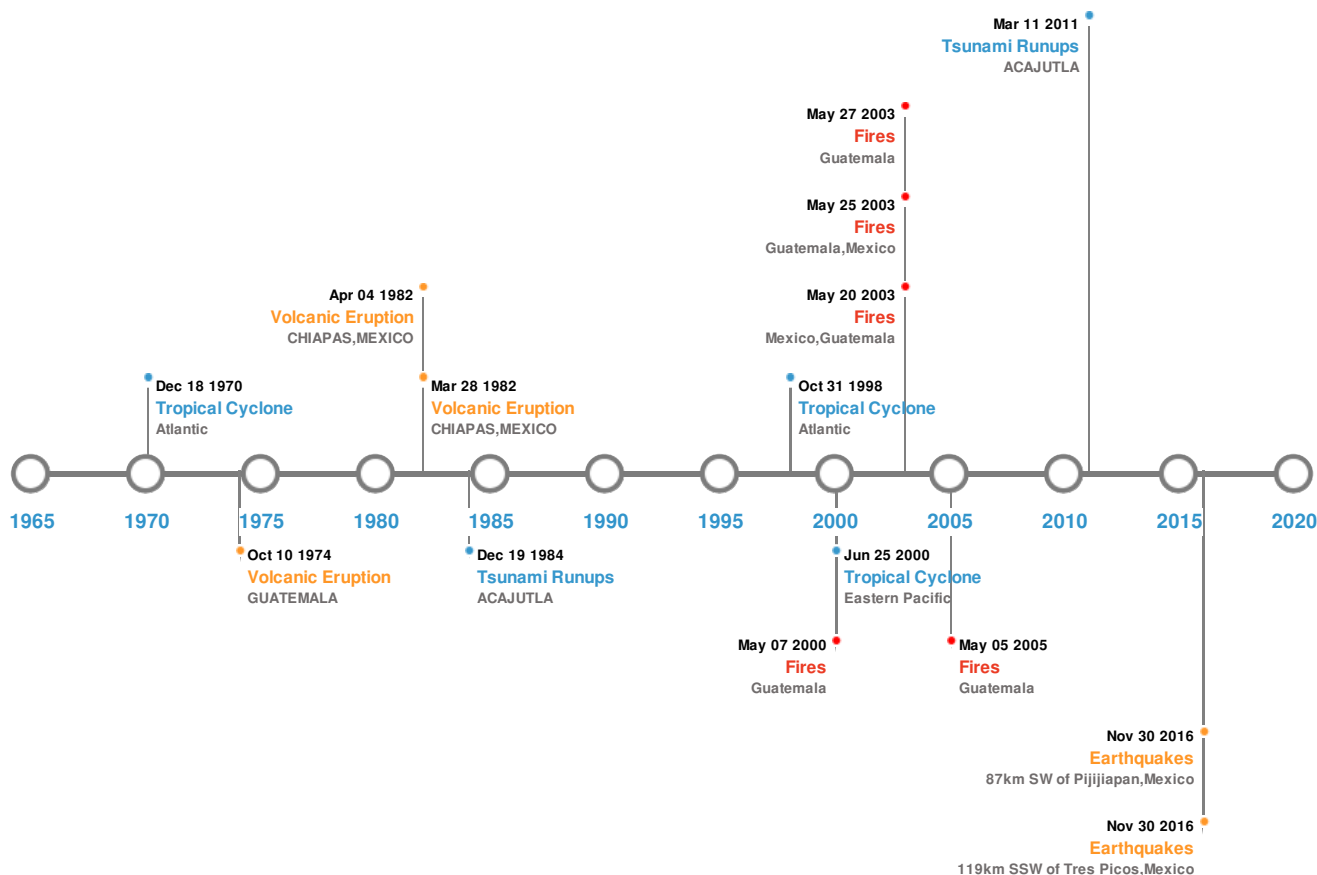 Mar 11 2011
Tsunami Runups
ACAJUTLA
May 27 2003
Fires
Guatemala
May 25 2003
Fires
Guatemala,Mexico
May 20 2003
Fires
Mexico,Guatemala
Apr 04 1982
Volcanic Eruption
CHIAPAS,MEXICO
Dec 18 1970
Tropical Cyclone
Atlantic
Mar 28 1982
Volcanic Eruption
CHIAPAS,MEXICO
Oct 31 1998
Tropical Cyclone
Atlantic
1965 1970 1975 1980 1985 1990 1995 2000 2005 2010 2015 2020
Oct 10 1974
Volcanic Eruption
GUATEMALA
Dec 19 1984
Tsunami Runups
ACAJUTLA
Jun 25 2000
Tropical Cyclone
Eastern Pacific
May 07 2000
Fires
Guatemala
May 05 2005
Fires
Guatemala
Nov 30 2016
Earthquakes
87km SW of Pijijiapan,Mexico
Nov 30 2016
Earthquakes
119km SSW of Tres Picos,Mexico